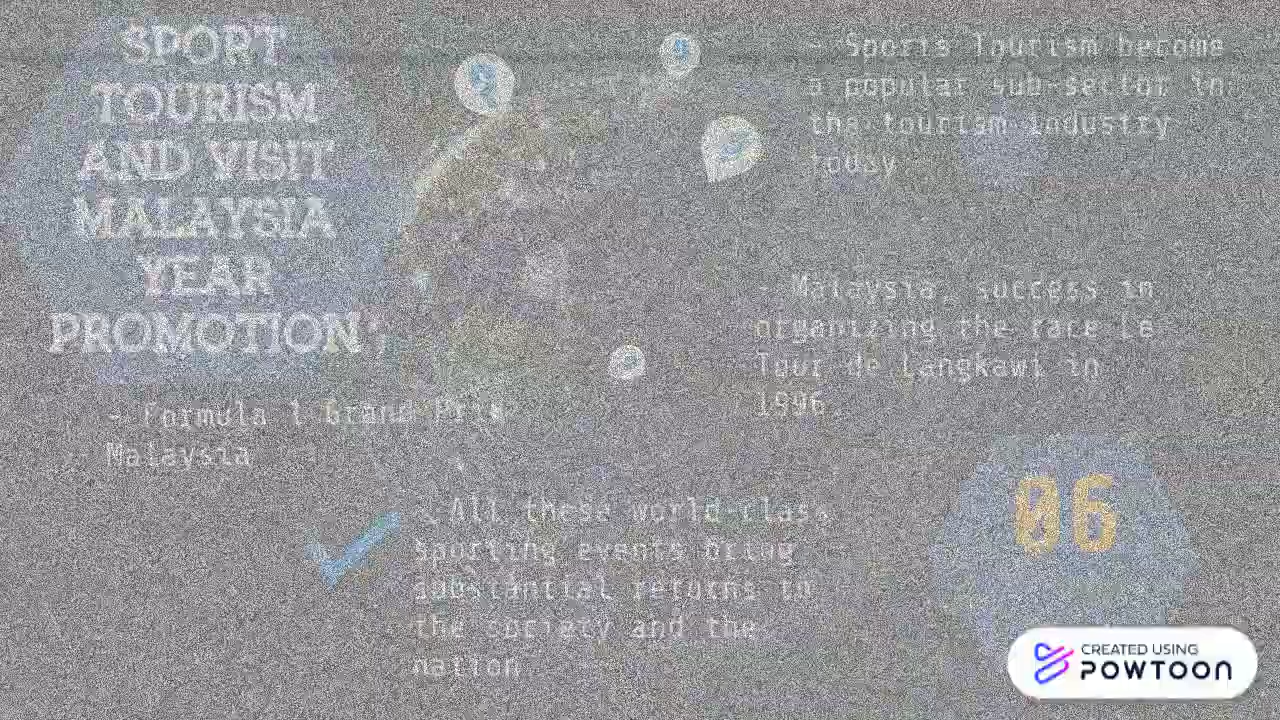 SPORT
TOURISM
AND VISIT
MALAYSIA
YEAR
PROMOTION
- Sports Tourism become
a popular sub-sector in
the tourism industry
today
- Malaysia success in
organizing the race Le
Tour de Langkawi in
1996
- Formula 1 Grand Prix
Malaysia
- All these world-class
sporting events bring
substantial returns to
the society and the
06
CREATED USING
POWTOON